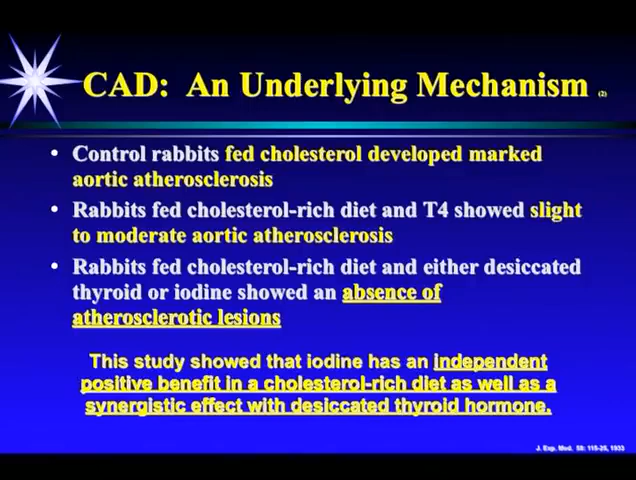 CAD: An Underlying Mechanism (2)
• Control rabbits fed cholesterol developed marked
aortic atherosclerosis
• Rabbits fed cholesterol-rich diet and T4 showed slight
to moderate aortic atherosclerosis
• Rabbits fed cholesterol-rich diet and either desiccated
thyroid or iodine showed an absence of
atherosclerotic lesions
This study showed that iodine has an independent
positive benefit in a cholesterol-rich diet as well as a
synergistic effect with desiccated thyroid hormone.
J. Exp. Med. 58: 115-25, 1933